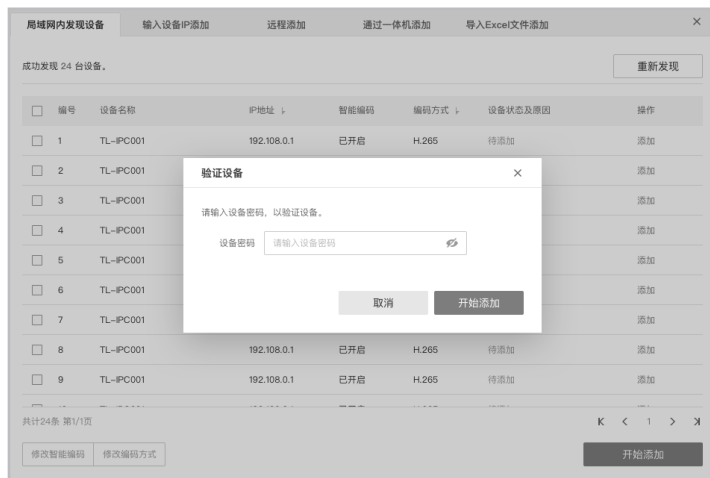 局域网内发现设备 输入设备IP添加 远程添加 通过一体机添加 导入Excel文件添加
成功发现 24 台设备。 重新发现
编号 设备名称 IP地址 智能编码 编码方式 设备状态及原因 操作
1 TL-IPC001 192.108.0.1 已开启 H.265 待添加 添加
2 TL-IPC001 添加
3 TL-IPC001 添加
4 TL-IPC001 添加
5 TL-IPC001 添加
6 TL-IPC001 添加
7 TL-IPC001 添加
验证设备
请输入设备密码，以验证设备。
设备密码 请输入设备密码
取消 开始添加
8 TL-IPC001 192.108.0.1 已开启 H.265 待添加 添加
9 TL-IPC001 192.108.0.1 已开启 H.265 待添加 添加
共计24条 第1/1页 1
修改智能编码 修改编码方式 开始添加